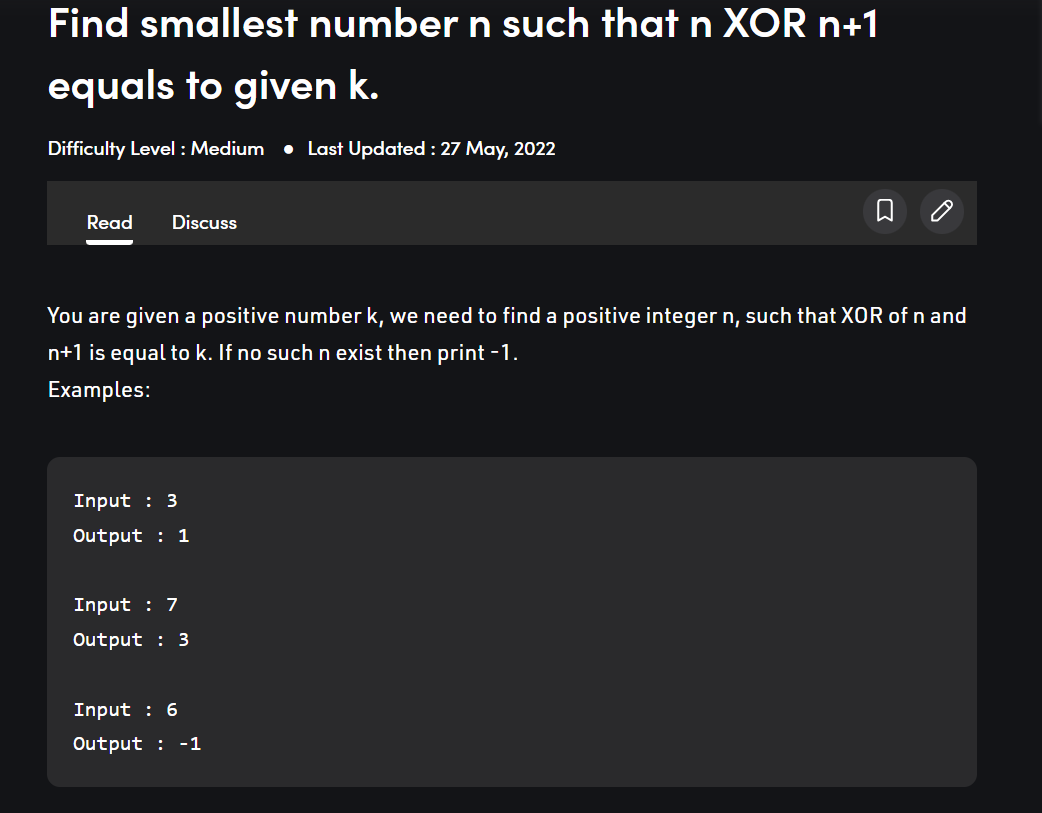 Find smallest number n such that n XOR n+1
equals to given k.
Difficulty Level : Medium ● Last Updated : 27 May, 2022
Read Discuss
You are given a positive number k, we need to find a positive integer n, such that XOR of n and
n+1 is equal to k. If no such n exist then print -1.
Examples:
Input : 3
Output : 1
Input : 7
Output : 3
Input : 6
Output : -1